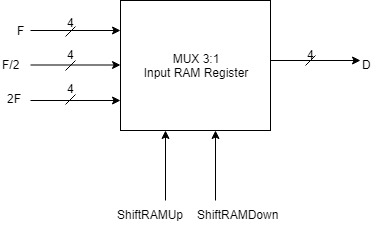 F
4
F/2
4
2F
4
MUX 3:1
Input RAM Register
4
D
ShiftRAMUp
ShiftRAMDown